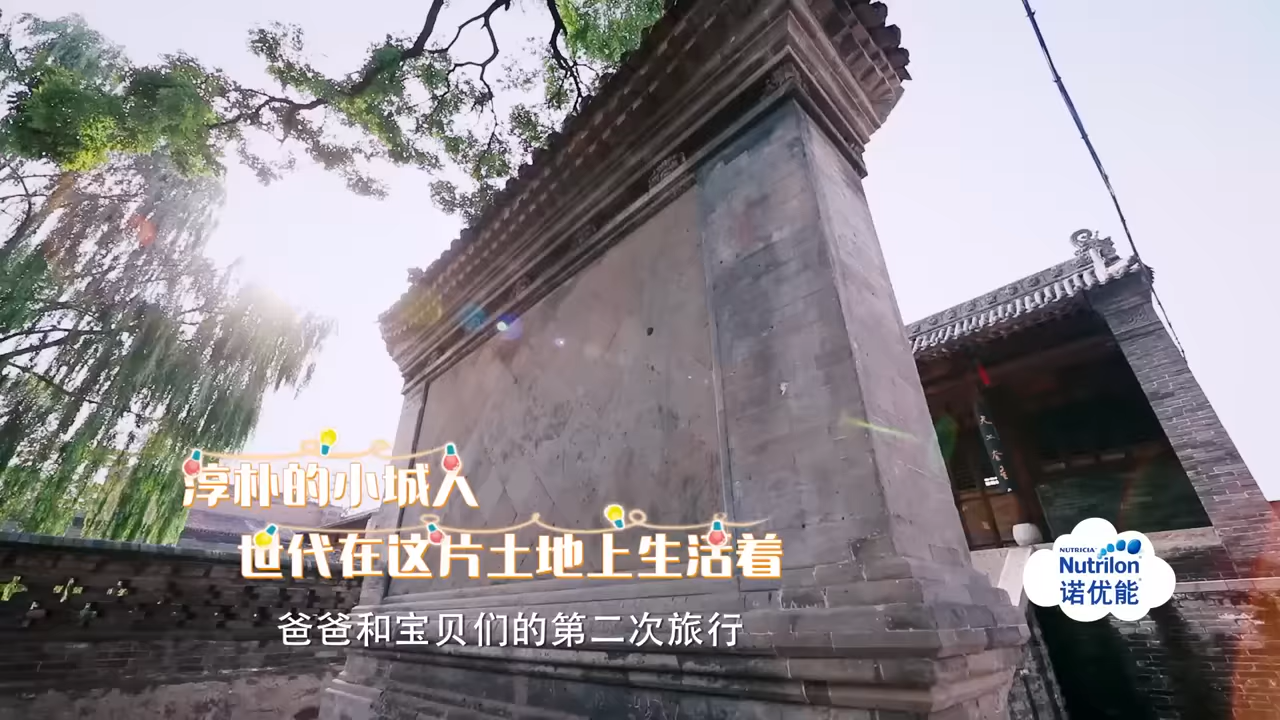 淳朴的小城人
世代在这片土地上生活着
爸爸和宝贝们的第二次旅行
NUTRICIA
Nutrilon
诺优能